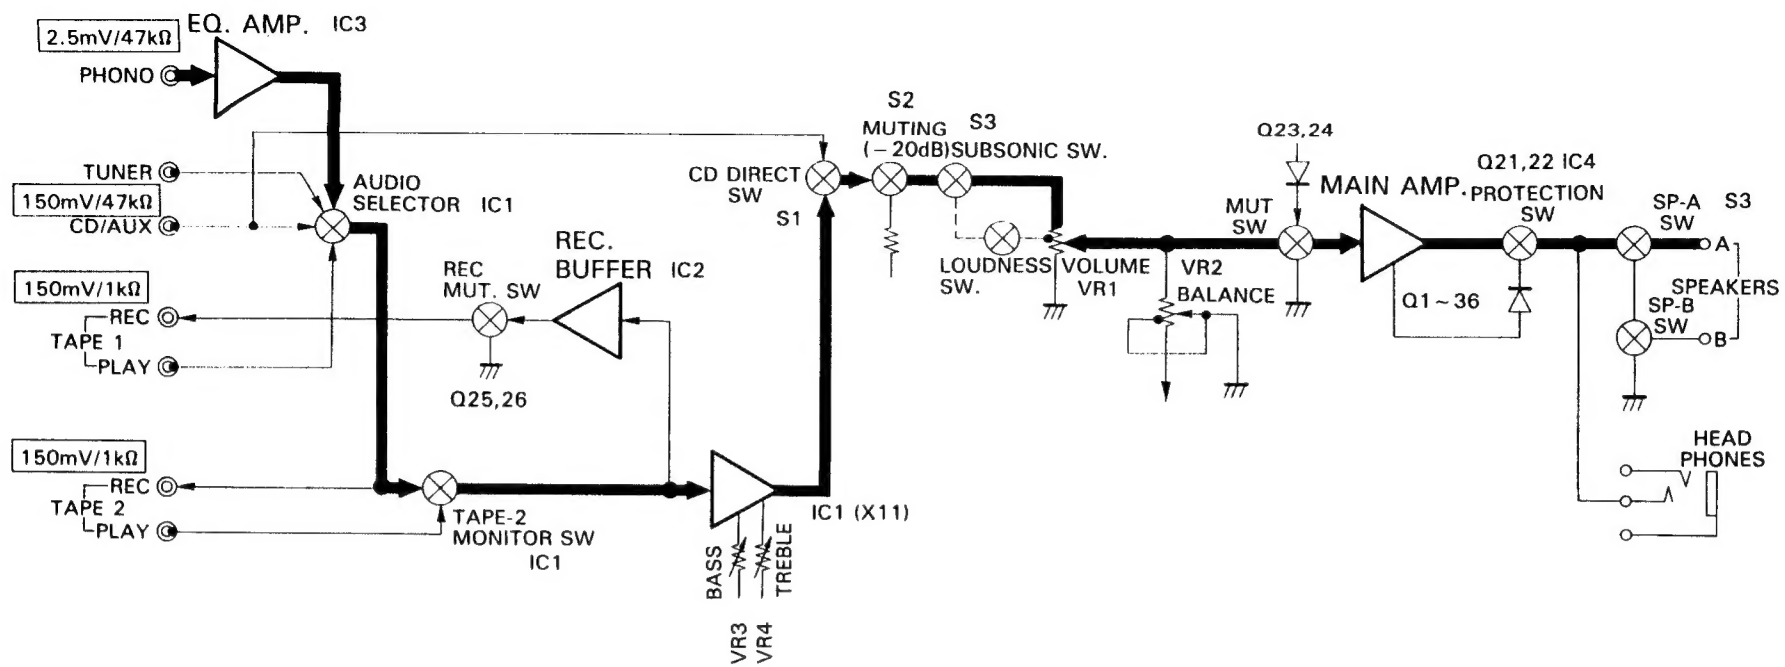 EQ. AMP. IC3
2.5mV/47kΩ
PHONO
TUNER
150mV/47kΩ
CD/AUX
AUDIO
SELECTOR IC1
150mV/1kΩ
REC
TAPE 1
PLAY
REC
MUT. SW
Q25,26
REC.
BUFFER IC2
150mV/1kΩ
REC
TAPE 2
PLAY
TAPE-2
MONITOR SW
IC1
BASS
TREBLE
VR3
VR4
IC1 (X11)
CD DIRECT
SW
S1
S2
MUTING
(−20dB)
S3
SUBSONIC SW.
LOUDNESS
SW.
VOLUME
VR1
VR2
BALANCE
Q23,24
MUT
SW
MAIN AMP.
Q1~36
Q21,22 IC4
PROTECTION
SW
SP-A S3
SW
A
SPEAKERS
SP-B
SW
B
HEAD
PHONES